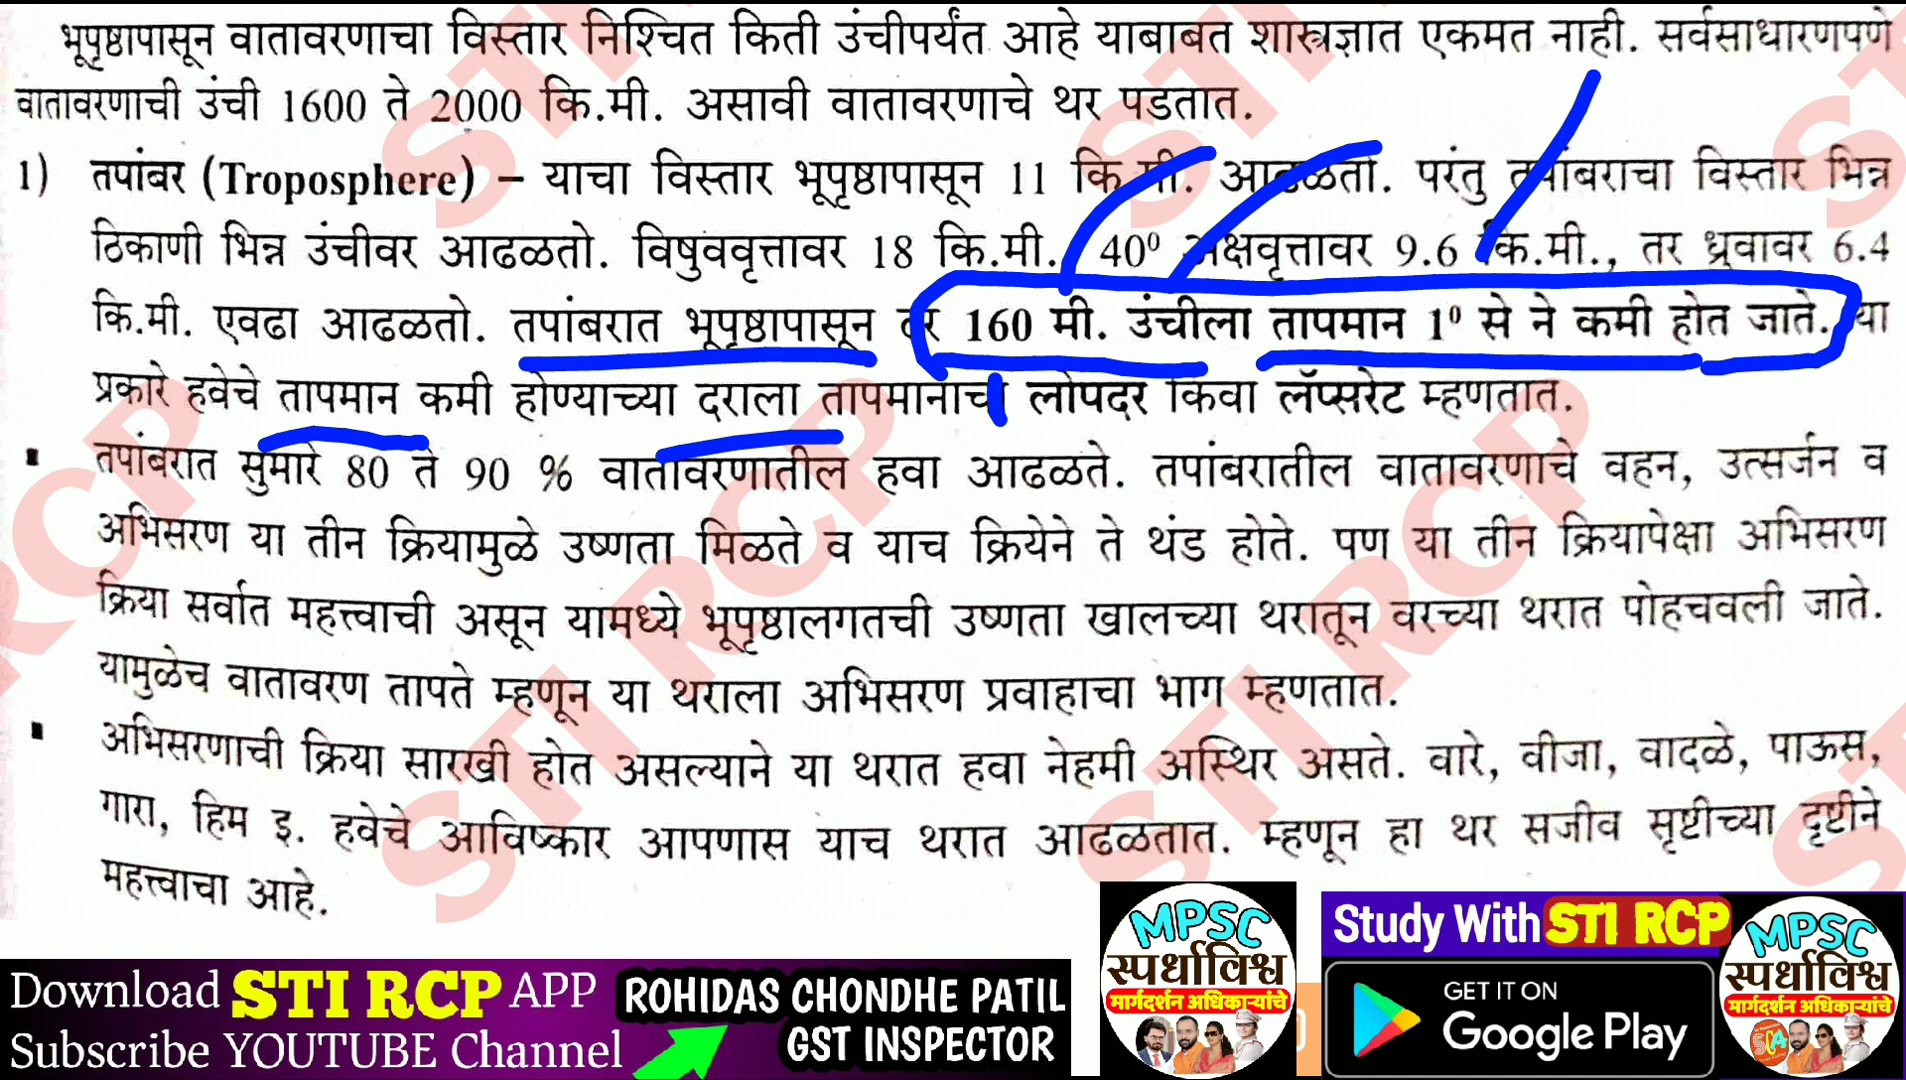 भूपृष्ठापासून वातावरणाचा विस्तार निश्चित किती उंचीपर्यंत आहे याबाबत शास्त्रज्ञात एकमत नाही. सर्वसाधारणपणे
वातावरणाची उंची 1600 ते 2000 कि.मी. असावी वातावरणाचे थर पडतात.
1) तपांबर (Troposphere) – याचा विस्तार भूपृष्ठापासून 11 कि.मी. आढळतो. परंतु तपांबराचा विस्तार भिन्न
ठिकाणी भिन्न उंचीवर आढळतो. विषुववृत्तावर 18 कि.मी. 40⁰ अक्षवृत्तावर 9.6 कि.मी., तर ध्रुवावर 6.4
कि.मी. एवढा आढळतो. तपांबरात भूपृष्ठापासून दर 160 मी. उंचीला तापमान 1⁰ से ने कमी होत जाते. या
प्रकारे हवेचे तापमान कमी होण्याच्या दराला तापमानाचा लोपदर किंवा लॅप्सरेट म्हणतात.
▪ तपांबरात सुमारे 80 ते 90 % वातावरणातील हवा आढळते. तपांबरातील वातावरणाचे वहन, उत्सर्जन व
अभिसरण या तीन क्रियामुळे उष्णता मिळते व याच क्रियेने ते थंड होते. पण या तीन क्रियापेक्षा अभिसरण
क्रिया सर्वात महत्त्वाची असून यामध्ये भूपृष्ठालगतची उष्णता खालच्या थरातून वरच्या थरात पोहचवली जाते.
यामुळेच वातावरण तापते म्हणून या थराला अभिसरण प्रवाहाचा भाग म्हणतात.
▪ अभिसरणाची क्रिया सारखी होत असल्याने या थरात हवा नेहमी अस्थिर असते. वारे, वीजा, वादळे, पाऊस,
गारा, हिम इ. हवेचे आविष्कार आपणास याच थरात आढळतात. म्हणून हा थर सजीव सृष्टीच्या दृष्टीने
महत्त्वाचा आहे.
STI RCP
Download STI RCP APP
Subscribe YOUTUBE Channel
ROHIDAS CHONDHE PATIL
GST INSPECTOR
MPSC
स्पर्धाविश्व
मार्गदर्शन अधिकाऱ्यांचे
Study With STI RCP
GET IT ON
Google Play
MPSC
स्पर्धाविश्व
मार्गदर्शन अधिकाऱ्यांचे